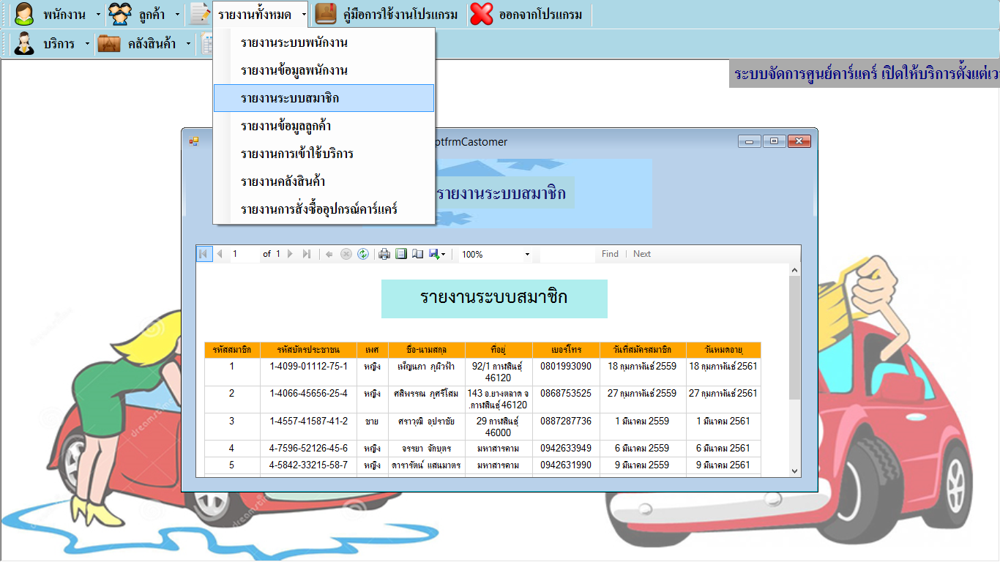 พนักงาน
ลูกค้า
รายงานทั้งหมด
คู่มือการใช้งานโปรแกรม
ออกจากโปรแกรม
บริการ
คลังสินค้า
รายงานระบบพนักงาน
รายงานข้อมูลพนักงาน
รายงานระบบสมาชิก
รายงานข้อมูลลูกค้า
รายงานการเข้าใช้บริการ
รายงานคลังสินค้า
รายงานการสั่งซื้ออุปกรณ์คาร์แคร์
ระบบจัดการศูนย์คาร์แคร์ เปิดให้บริการตั้งแต่เว
ptfrmCastomer
รายงานระบบสมาชิก
1 of 1 100% Find Next
รายงานระบบสมาชิก
รหัสสมาชิก รหัสบัตรประชาชน เพศ ชื่อ-นามสกุล ที่อยู่ เบอร์โทร วันที่สมัครสมาชิก วันหมดอายุ
1 1-4099-01112-75-1 หญิง เพ็ญนภา ภูผิวฟ้า 92/1 กาฬสินธุ์ 0801993090 18 กุมภาพันธ์ 2559 18 กุมภาพันธ์ 2561
46120
2 1-4066-45656-25-4 หญิง ศสิพรรณ ภูศรีโสม 143 อ.ยางตลาด จ 0868753525 27 กุมภาพันธ์ 2559 27 กุมภาพันธ์ 2561
.กาฬสินธุ์ 46120
3 1-4557-41587-41-2 ชาย ศราวุฒิ อุปราชัย 29 กาฬสินธุ์ 0887287736 1 มีนาคม 2559 1 มีนาคม 2561
46000
4 4-7596-52126-45-6 หญิง จรรยา จักบุตร มหาสารคาม 0942633949 6 มีนาคม 2559 6 มีนาคม 2561
5 4-5842-33215-58-7 หญิง ดารารัตน์ แสนมาตร มหาสารคาม 0942631990 9 มีนาคม 2559 9 มีนาคม 2561